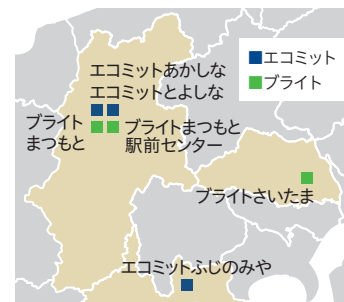 エコミット
ブライト
エコミットあかしな
エコミットとよしな
ブライト
まつもと
ブライトまつもと
駅前センター
ブライトさいたま
エコミットふじのみや